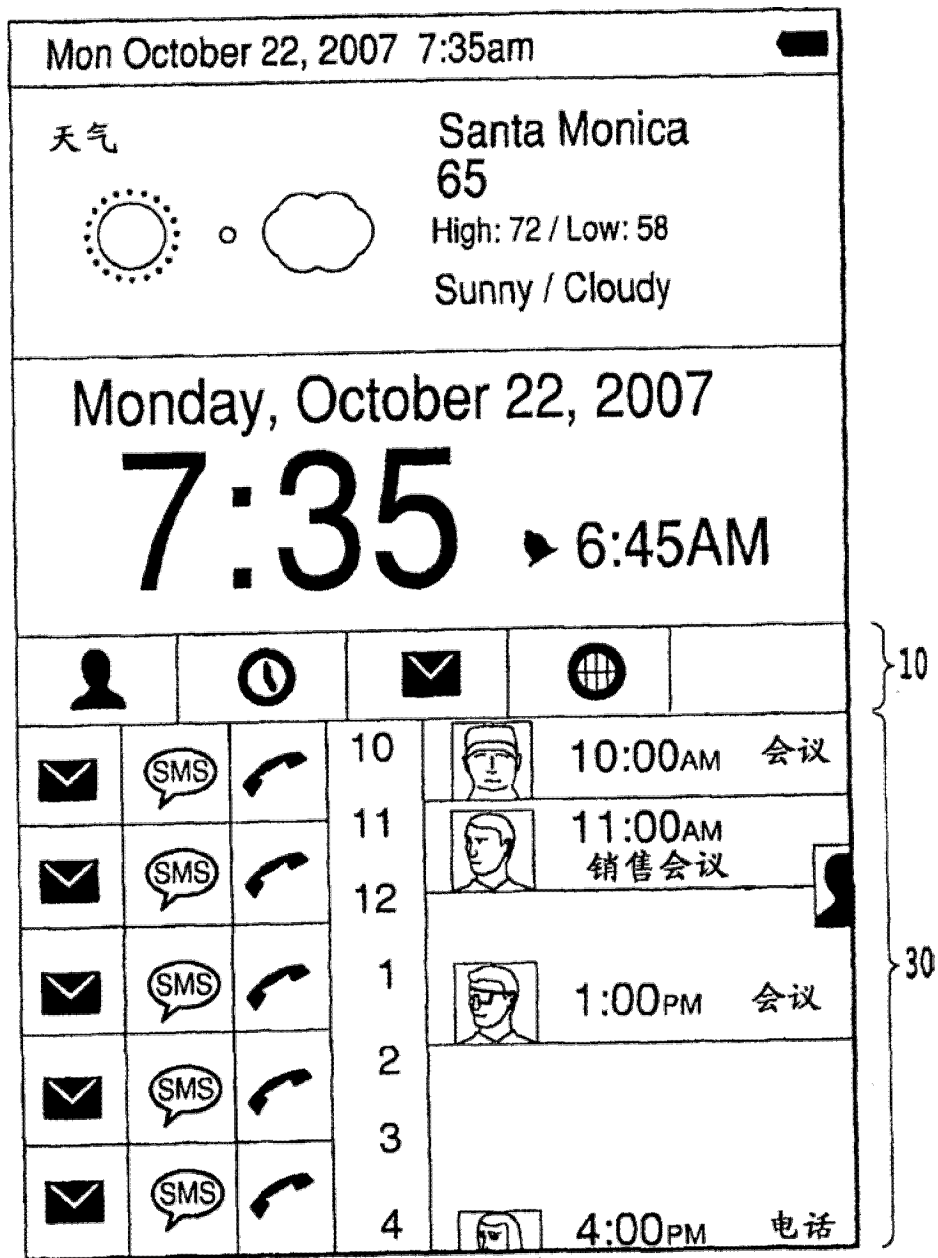 Mon October 22, 2007 7:35am
天气
Santa Monica
65
High: 72 / Low: 58
Sunny / Cloudy
Monday, October 22, 2007
7:35
6:45AM
10
SMS
10
10:00AM 会议
SMS
11
11:00AM
销售会议
12
SMS
1
1:00PM 会议
30
SMS
2
3
SMS
4
4:00PM 电话